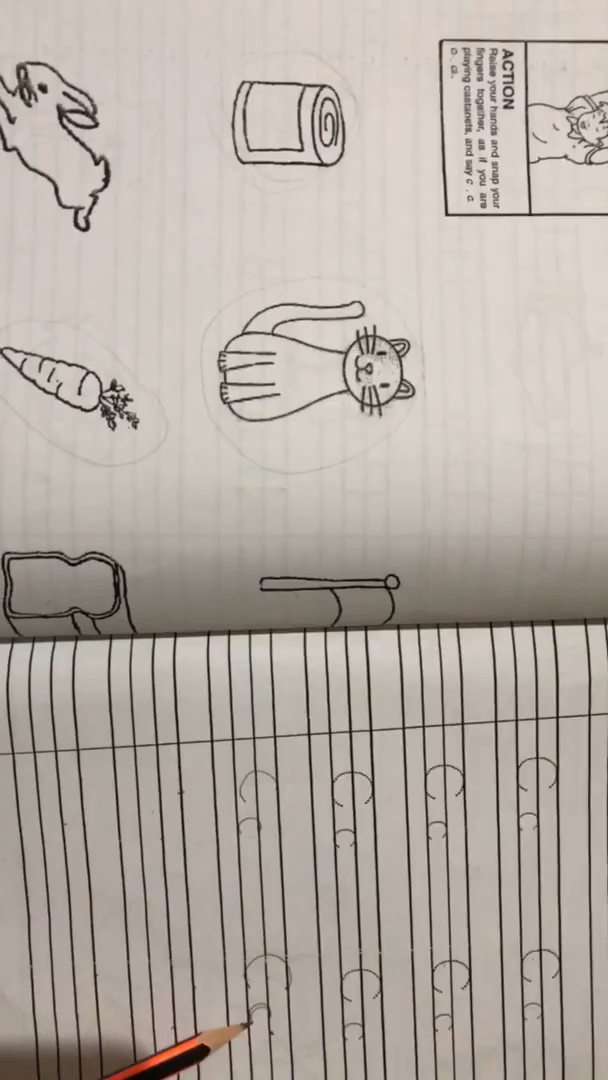 ACTION
Raise your hands and snap your
fingers together, as if you are
playing castanets, and say c , c
c, c.
C c C c
C c C c
C c C c
C c C c